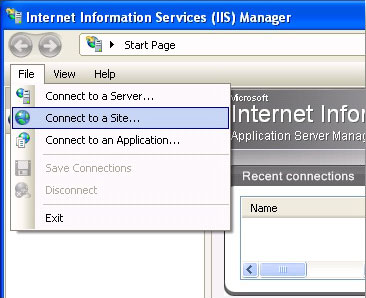 Internet Information Services (IIS) Manager
Start Page
File View Help
Connect to a Server...
Connect to a Site...
Connect to an Application...
Save Connections
Disconnect
Exit
Microsoft
Internet Infor
Application Server Manag
Recent connections
Name